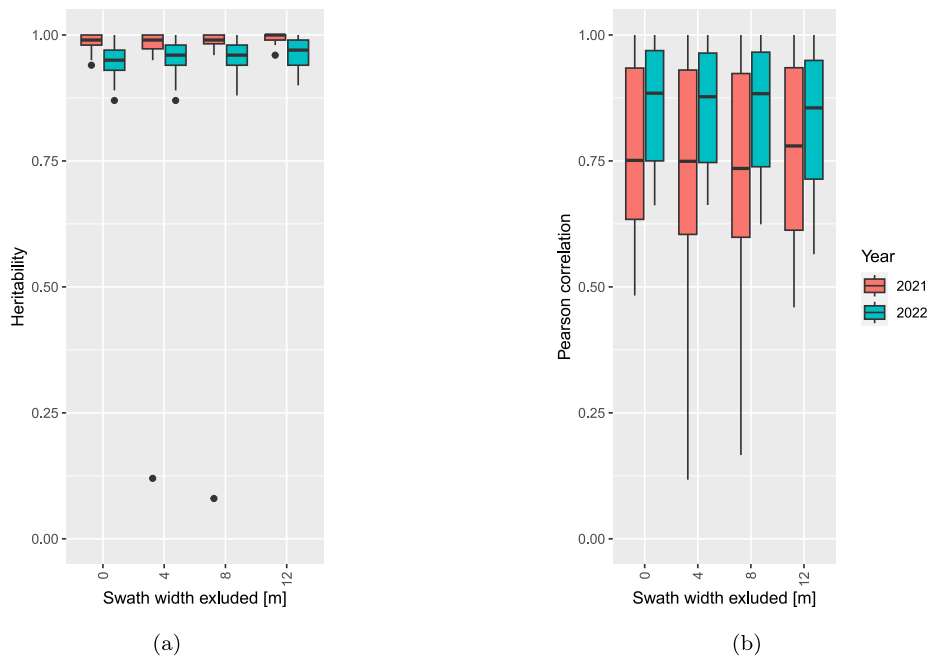 1.00
0.75
0.50
0.25
0.00
Heritability
0
4
8
12
Swath width exluded [m]
(a)
1.00
0.75
0.50
0.25
0.00
Pearson correlation
0
4
8
12
Swath width exluded [m]
(b)
Year
2021
2022